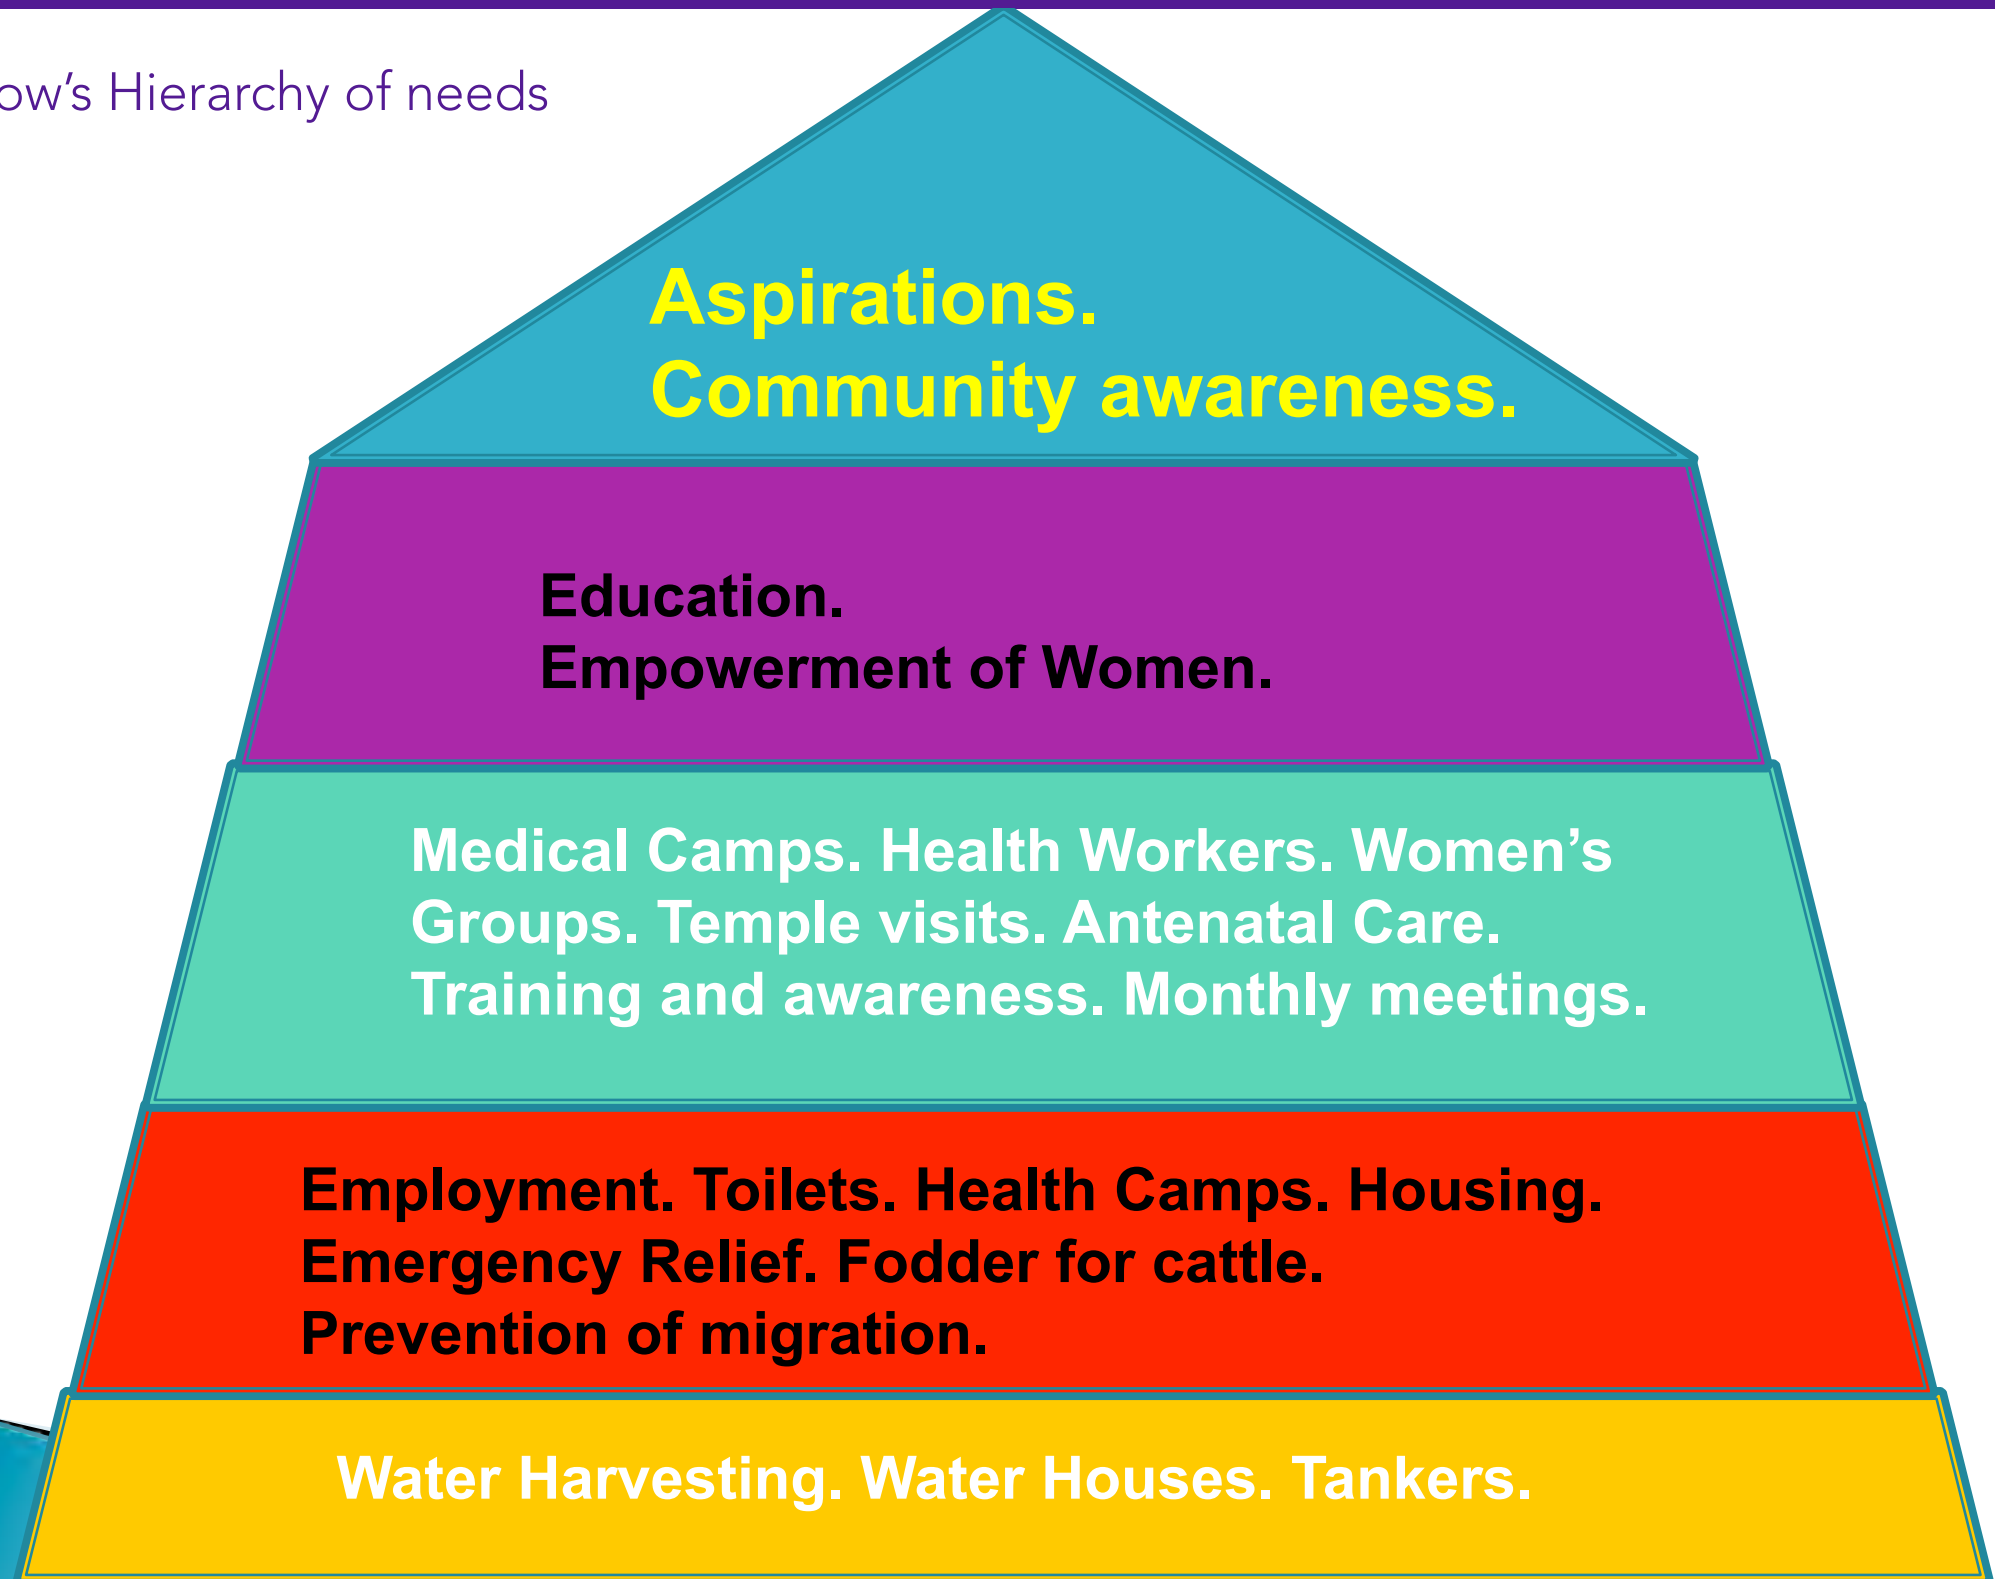 ow's Hierarchy of needs
Aspirations.
Community awareness.
Education.
Empowerment of Women.
Medical Camps. Health Workers. Women’s
Groups. Temple visits. Antenatal Care.
Training and awareness. Monthly meetings.
Employment. Toilets. Health Camps. Housing.
Emergency Relief. Fodder for cattle.
Prevention of migration.
Water Harvesting. Water Houses. Tankers.